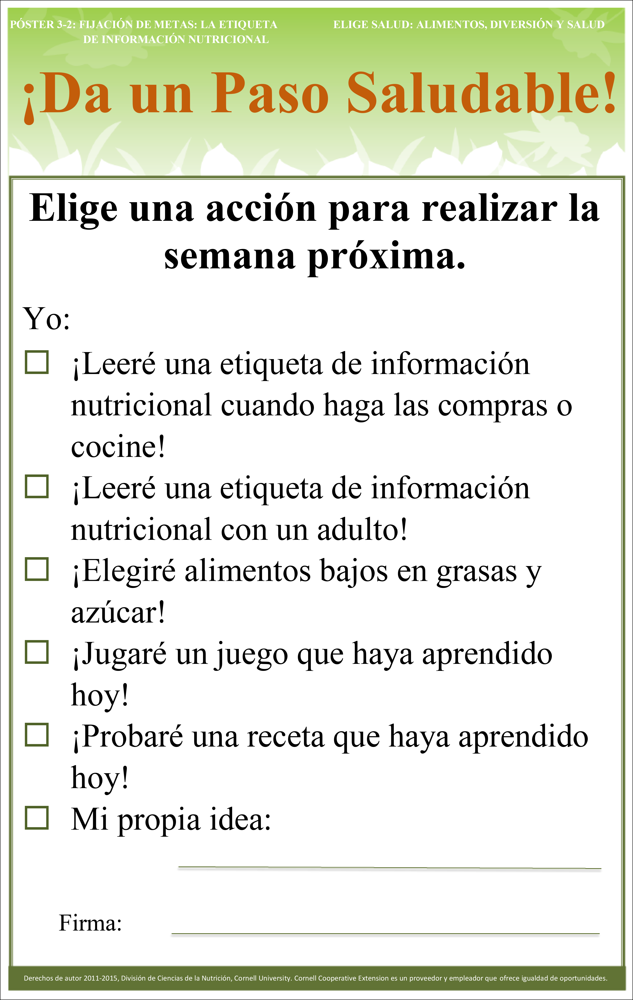 PÓSTER 3-2: FIJACIÓN DE METAS: LA ETIQUETA
DE INFORMACIÓN NUTRICIONAL
ELIGE SALUD: ALIMENTOS, DIVERSIÓN Y SALUD
¡Da un Paso Saludable!
Elige una acción para realizar la
semana próxima.
Yo:
¡Leeré una etiqueta de información
nutricional cuando haga las compras o
cocine!
¡Leeré una etiqueta de información
nutricional con un adulto!
¡Elegiré alimentos bajos en grasas y
azúcar!
¡Jugaré un juego que haya aprendido
hoy!
¡Probaré una receta que haya aprendido
hoy!
Mi propia idea:
Firma:
Derechos de autor 2011-2015, División de Ciencias de la Nutrición, Cornell University. Cornell Cooperative Extension es un proveedor y empleador que ofrece igualdad de oportunidades.